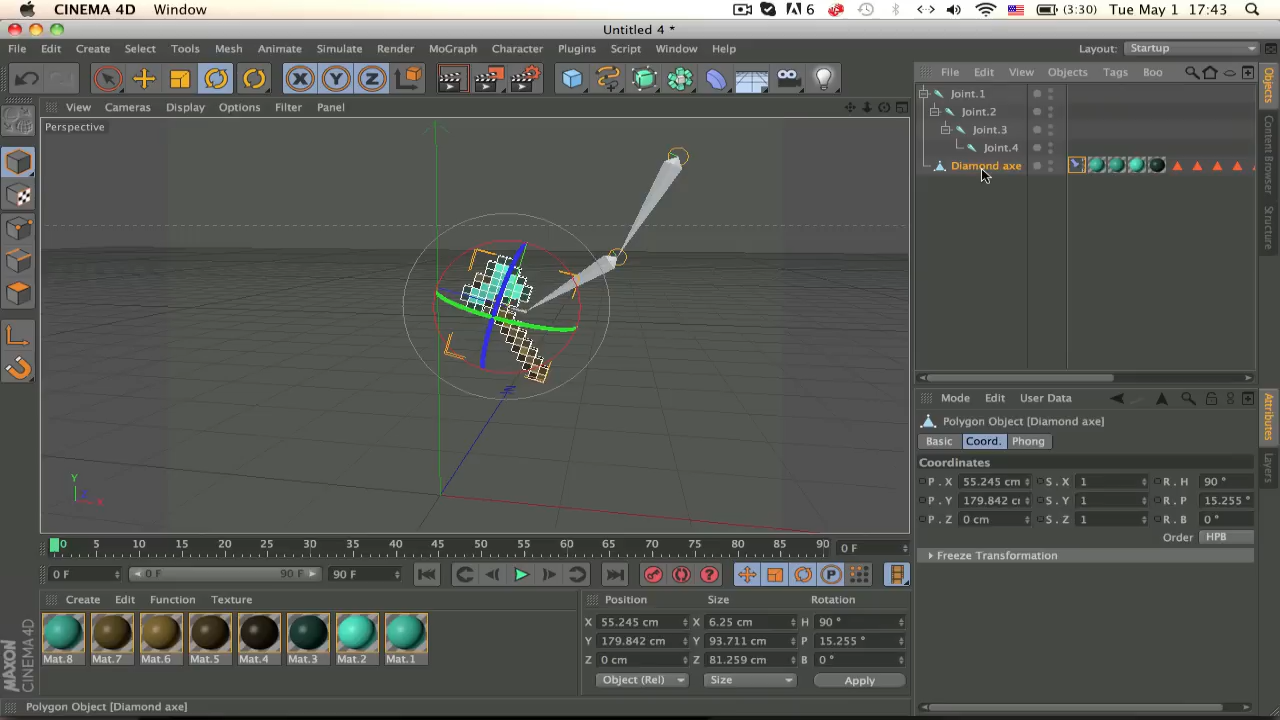 CINEMA 4D Window 6 (3:30) Tue May 1 17:43
Untitled 4 *
File Edit Create Select Tools Mesh Animate Simulate Render MoGraph Character Plugins Script Window Help Layout: Startup
X Y Z
File Edit View Objects Tags Boo
View Cameras Display Options Filter Panel
Perspective
Joint.1
Joint.2
Joint.3
Joint.4
Diamond axe
Objects
Content Browser
Structure
Mode Edit User Data
Polygon Object [Diamond axe]
Basic Coord. Phong
Coordinates
P . X 55.245 cm S . X 1 R . H 90 °
P . Y 179.842 S . Y 1 R . P 15.255 °
P . Z 0 cm S . Z 1 R . B 0 °
Order HPB
Freeze Transformation
Attributes
Layers
Y
X
0 5 10 15 20 25 30 35 40 45 50 55 60 65 70 75 80 85 90 0 F
0 F 0 F 90 F 90 F
Create Edit Function Texture
Mat.8 Mat.7 Mat.6 Mat.5 Mat.4 Mat.3 Mat.2 Mat.1
Position Size Rotation
X 55.245 cm X 6.25 cm H 90 °
Y 179.842 cm Y 93.711 cm P 15.255 °
Z 0 cm Z 81.259 cm B 0 °
Object (Rel) Size Apply
MAXON
CINEMA 4D
Polygon Object [Diamond axe]